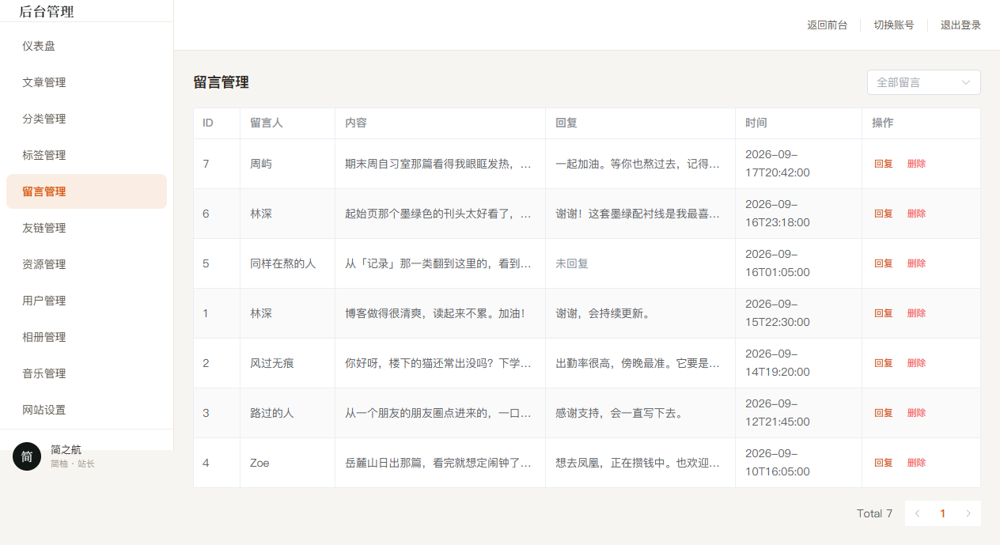 后台管理
返回前台
切换账号
退出登录
仪表盘
文章管理
分类管理
标签管理
留言管理
友链管理
资源管理
用户管理
相册管理
音乐管理
网站设置
简
简之航
简柚 · 站长
留言管理
全部留言
ID 留言人 内容 回复 时间 操作
7 周屿 期末周自习室那篇看得我眼眶发热，... 一起加油。等你也熬过去，记得... 2026-09-
17T20:42:00 回复 删除
6 林深 起始页那个墨绿色的刊头太好看了，... 谢谢！这套墨绿配衬线是我最喜... 2026-09-
16T23:18:00 回复 删除
5 同样在熬的人 从「记录」那一类翻到这里的，看到... 未回复 2026-09-
16T01:05:00 回复 删除
1 林深 博客做得很清爽，读起来不累。加油！ 谢谢，会持续更新。 2026-09-
15T22:30:00 回复 删除
2 风过无痕 你好呀，楼下的猫还常出没吗？下学... 出勤率很高，傍晚最准。它要是... 2026-09-
14T19:20:00 回复 删除
3 路过的人 从一个朋友的朋友圈点进来的，一口... 感谢支持，会一直写下去。 2026-09-
12T21:45:00 回复 删除
4 Zoe 岳麓山日出那篇，看完就想定闹钟了... 想去凤凰，正在攒钱中。也欢迎... 2026-09-
10T16:05:00 回复 删除
Total 7
1